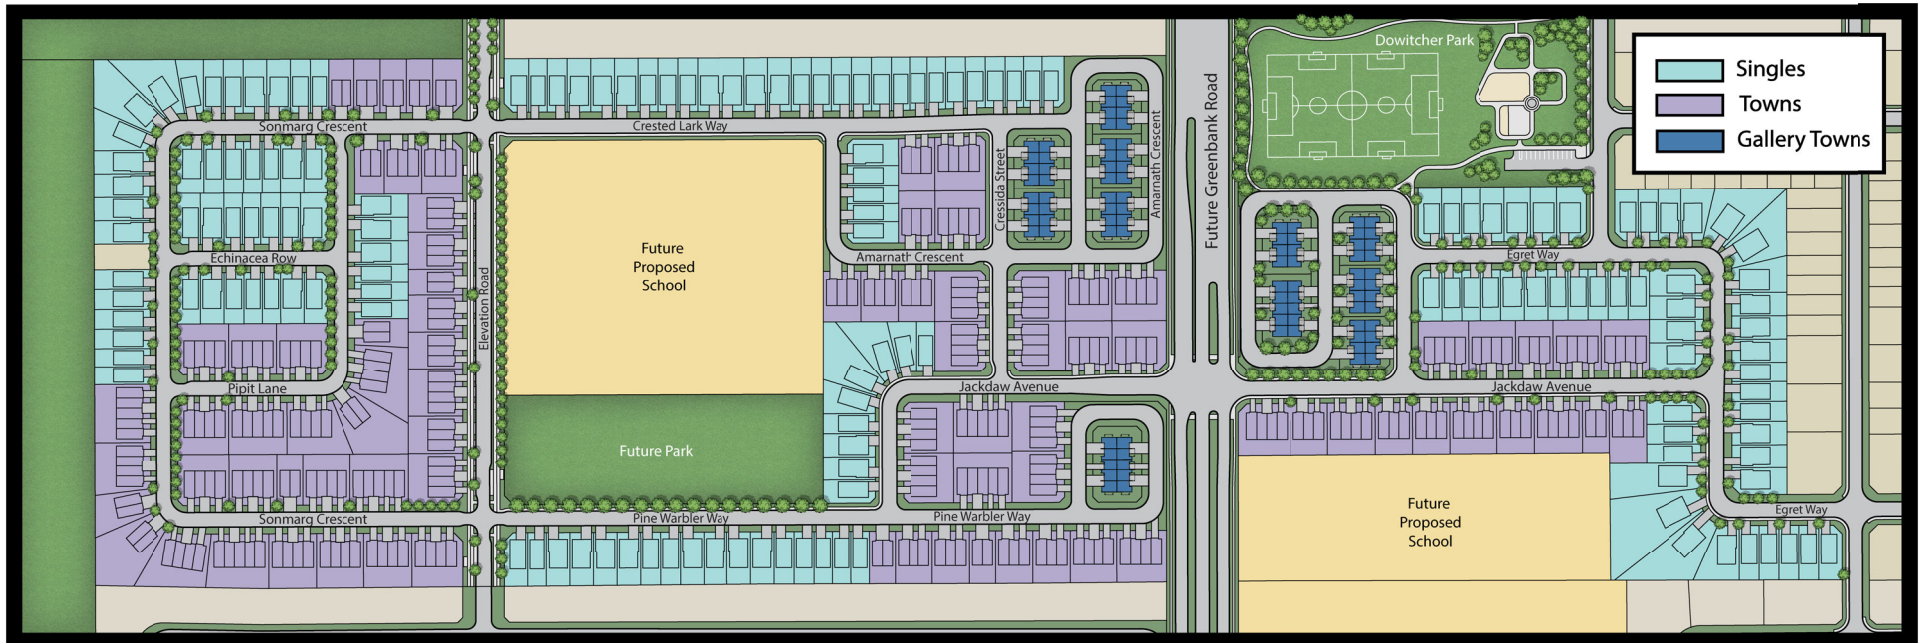 Dowitcher Park
Singles
Towns
Gallery Towns
Sonmarg Crescent
Crested Lark Way
Cressida Street
Amarnath Crescent
Future Greenbank Road
Echinacea Row
Elevation Road
Future
Proposed
School
Amarnath Crescent
Egret Way
Pipit Lane
Jackdaw Avenue
Jackdaw Avenue
Future Park
Sonmarg Crescent
Pine Warbler Way
Pine Warbler Way
Future
Proposed
School
Egret Way